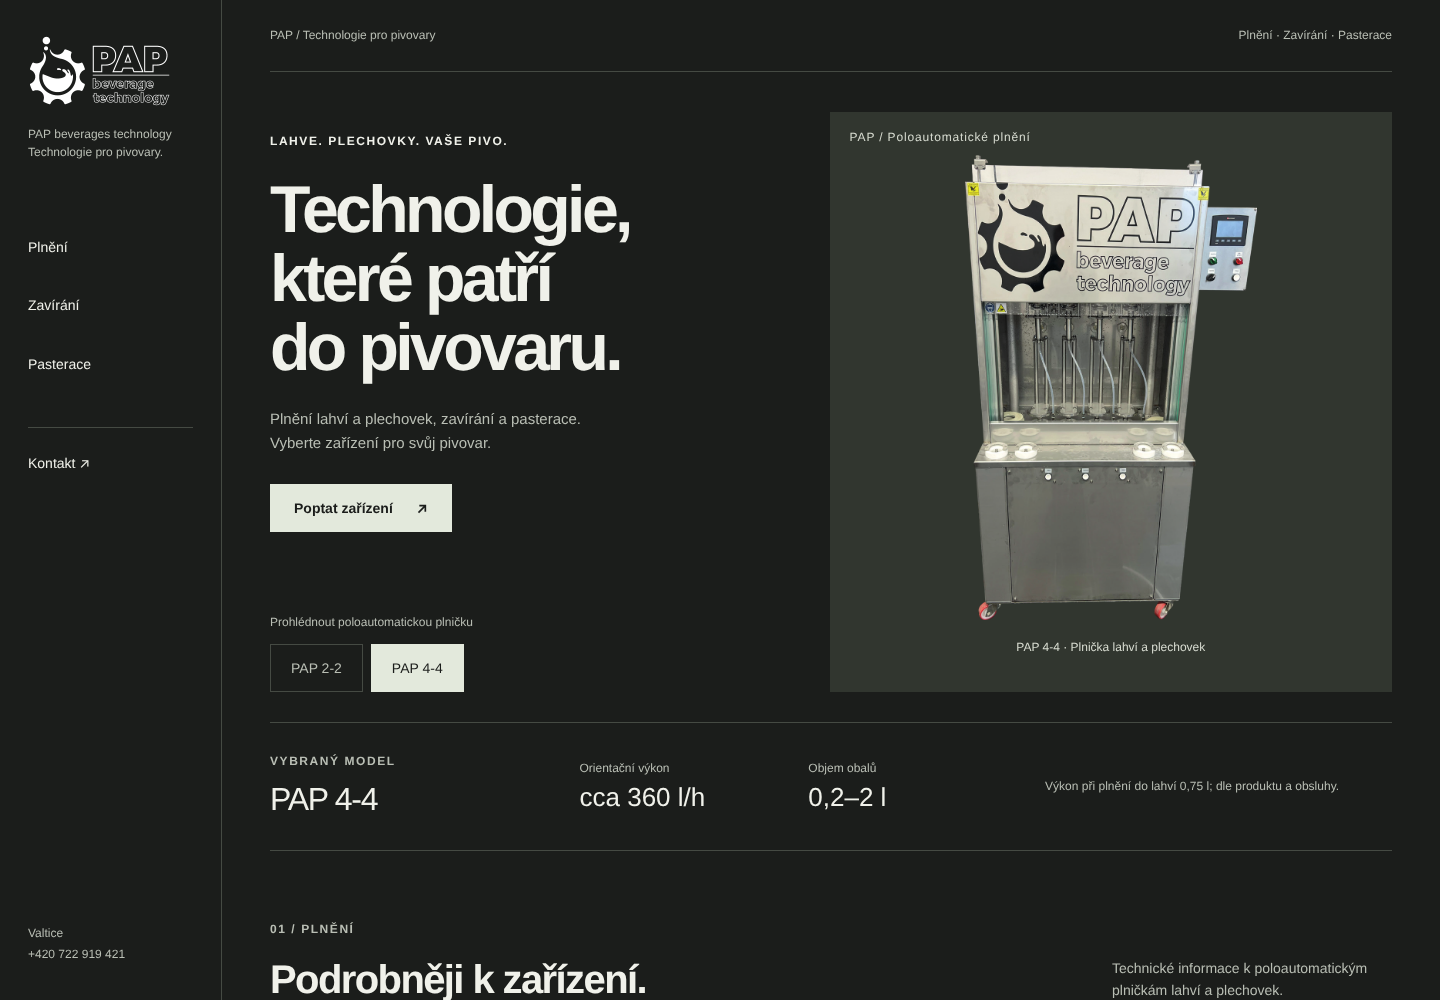 PAP
beverage
technology
PAP beverages technology
Technologie pro pivovary.
Plnění
Zavírání
Pasterace
Kontakt ↗
Valtice
+420 722 919 421
PAP / Technologie pro pivovary
Plnění · Zavírání · Pasterace
LAHVE. PLECHOVKY. VAŠE PIVO.
Technologie,
které patří
do pivovaru.
Plnění lahví a plechovek, zavírání a pasterace.
Vyberte zařízení pro svůj pivovar.
Poptat zařízení ↗
Prohlédnout poloautomatickou plničku
PAP 2-2
PAP 4-4
PAP / Poloautomatické plnění
PAP
beverage
technology
PAP 4-4 · Plnička lahví a plechovek
VYBRANÝ MODEL
PAP 4-4
Orientační výkon
cca 360 l/h
Objem obalů
0,2–2 l
Výkon při plnění do lahví 0,75 l; dle produktu a obsluhy.
01 / PLNĚNÍ
Podrobněji k zařízení.
Technické informace k poloautomatickým
plničkám lahví a plechovek.